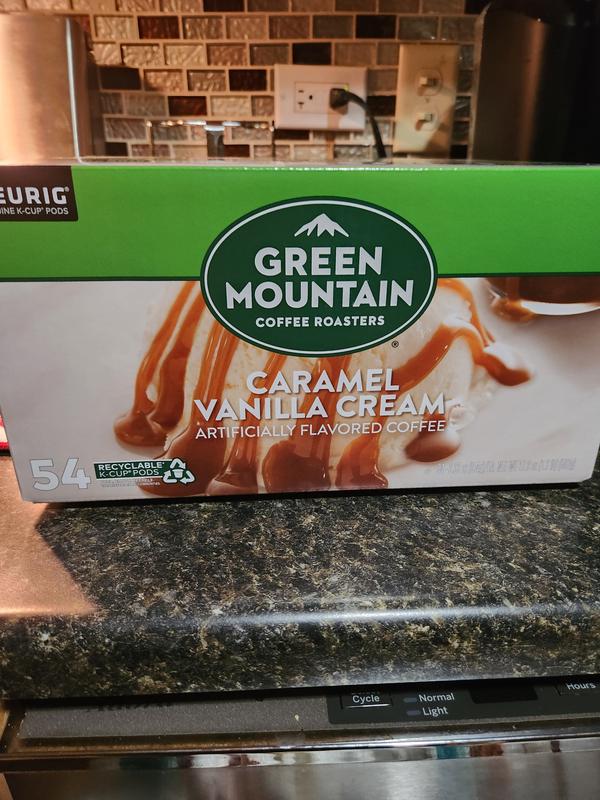 EURIG®
INE K-CUP® PODS
GREEN
MOUNTAIN
COFFEE ROASTERS
®
CARAMEL
VANILLA CREAM
ARTIFICIALLY FLAVORED COFFEE
54
RECYCLABLE*
K-CUP® PODS
Cycle
Normal
Light
Hours